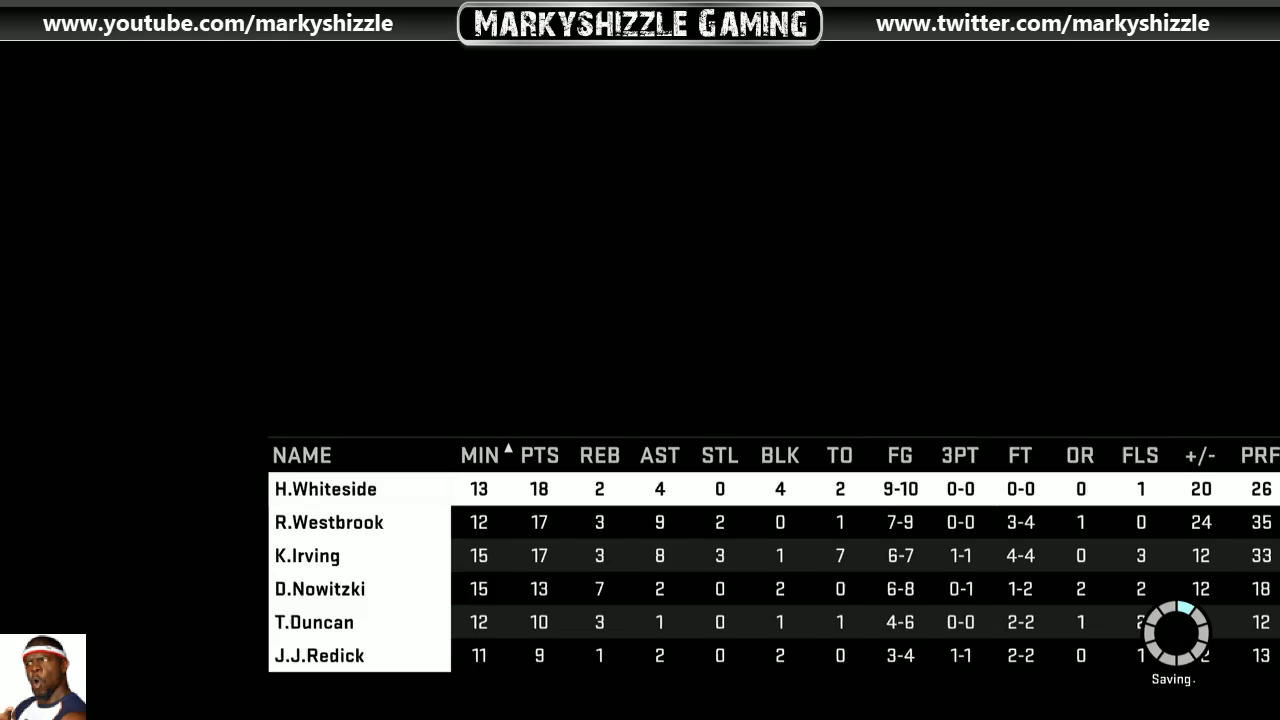 www.youtube.com/markyshizzle MARKYSHIZZLE GAMING www.twitter.com/markyshizzle
NAME MIN ▲ PTS REB AST STL BLK TO FG 3PT FT OR FLS +/- PRF
H.Whiteside 13 18 2 4 0 4 2 9-10 0-0 0-0 0 1 20 26
R.Westbrook 12 17 3 9 2 0 1 7-9 0-0 3-4 1 0 24 35
K.Irving 15 17 3 8 3 1 7 6-7 1-1 4-4 0 3 12 33
D.Nowitzki 15 13 7 2 0 2 0 6-8 0-1 1-2 2 2 12 18
T.Duncan 12 10 3 1 0 1 1 4-6 0-0 2-2 1 12
J.J.Redick 11 9 1 2 0 2 0 3-4 1-1 2-2 0 1 13
Saving.